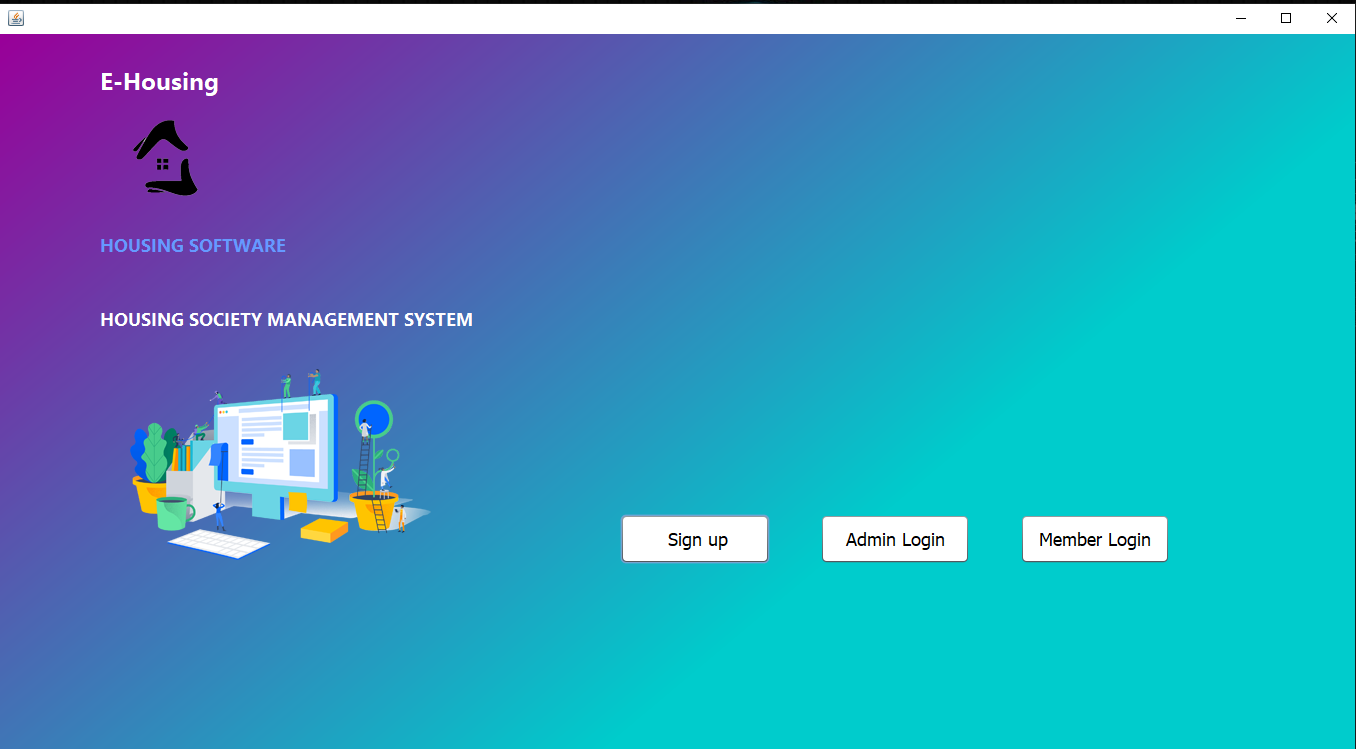 E-Housing
HOUSING SOFTWARE
HOUSING SOCIETY MANAGEMENT SYSTEM
Sign up
Admin Login
Member Login